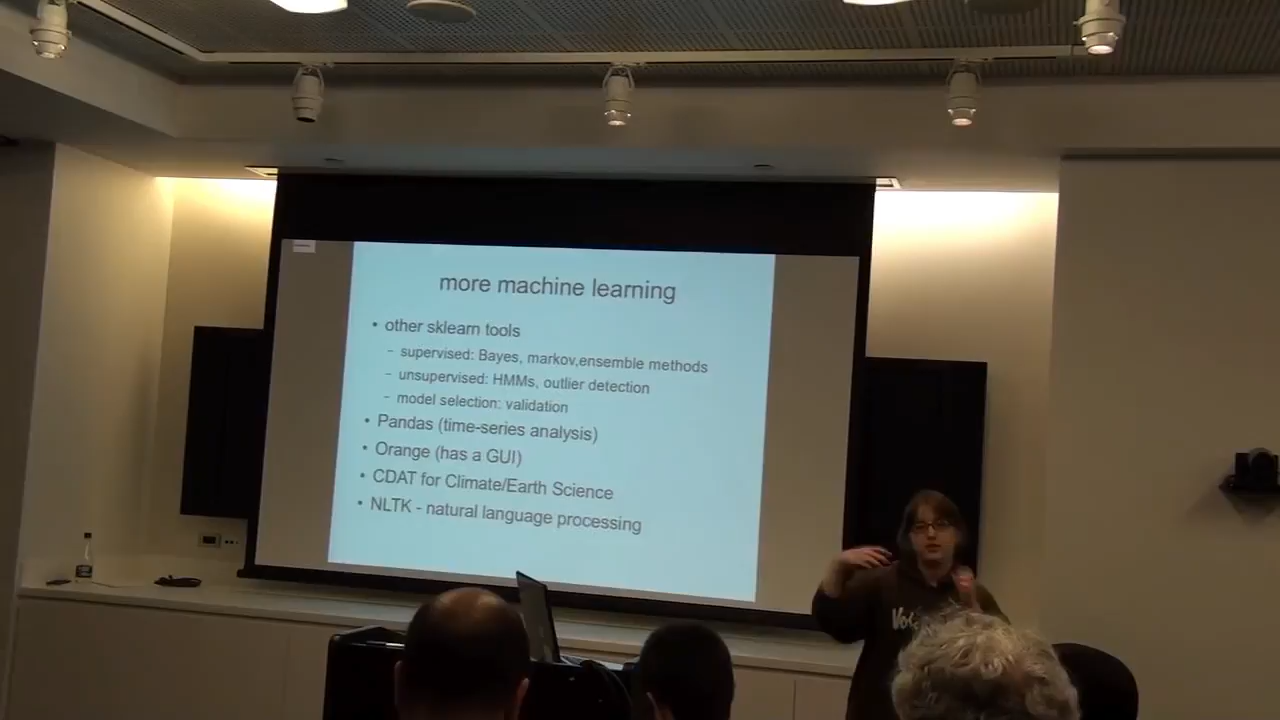 more machine learning
• other sklearn tools
– supervised: Bayes, markov,ensemble methods
– unsupervised: HMMs, outlier detection
– model selection: validation
• Pandas (time-series analysis)
• Orange (has a GUI)
• CDAT for Climate/Earth Science
• NLTK - natural language processing